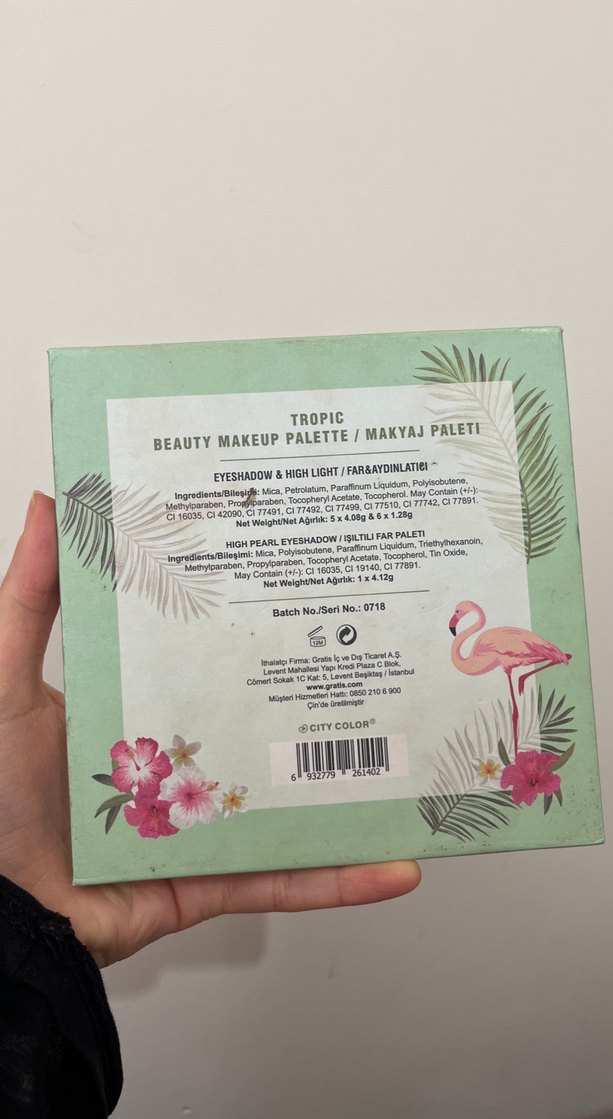 TROPIC
BEAUTY MAKEUP PALETTE / MAKYAJ PALETI
EYESHADOW & HIGH LIGHT / FAR&AYDINLATICI
Ingredients/Bileşimi: Mica, Petrolatum, Paraffinum Liquidum, Polyisobutene,
Methylparaben, Propylparaben, Tocopheryl Acetate, Tocopherol. May Contain (+/-):
CI 16035, CI 42090, CI 77491, CI 77492, CI 77499, CI 77510, CI 77742, CI 77891.
Net Weight/Net Ağırlık: 5 x 4.08g & 6 x 1.28g
HIGH PEARL EYESHADOW / IŞILTILI FAR PALETI
Ingredients/Bileşimi: Mica, Polyisobutene, Paraffinum Liquidum, Triethylhexanoin,
Methylparaben, Propylparaben, Tocopheryl Acetate, Tocopherol, Tin Oxide,
May Contain (+/-): CI 16035, CI 19140, CI 77891.
Net Weight/Net Ağırlık: 1 x 4.12g
Batch No./Seri No.: 0718
12M
İthalatçı Firma: Gratis İç ve Dış Ticaret A.Ş.
Levent Mahallesi Yapı Kredi Plaza C Blok,
Cömert Sokak 1C Kat: 5, Levent Beşiktaş / İstanbul
www.gratis.com
Müşteri Hizmetleri Hattı: 0850 210 6 900
Çin'de üretilmiştir
CITY COLOR®
6 932779 261402